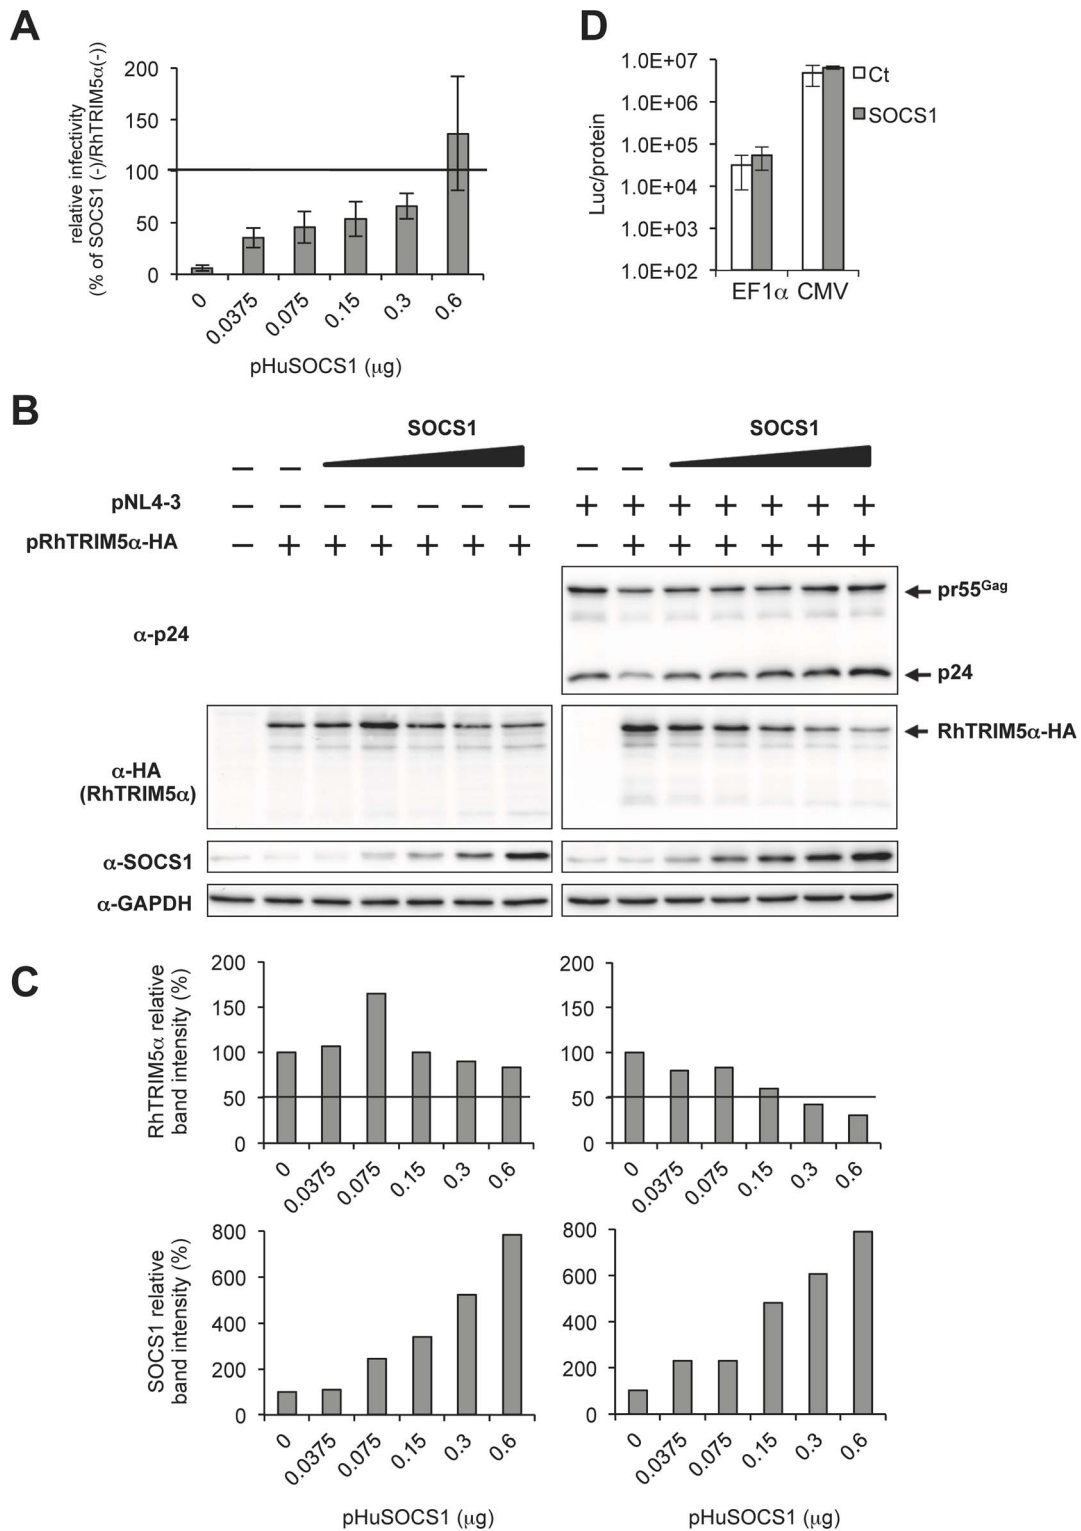 A
relative infectivity
(% of SOCS1 (-)/RhTRIM5α(-))
200
150
100
50
0
0
0.0375
0.075
0.15
0.3
0.6
pHuSOCS1 (μg)
D
Luc/protein
1.0E+07
1.0E+06
1.0E+05
1.0E+04
1.0E+03
1.0E+02
EF1α CMV
Ct
SOCS1
B
SOCS1
SOCS1
– –
– –
pNL4-3
– – – – – – –
+ + + + + + +
pRhTRIM5α-HA
– + + + + + +
– + + + + + +
α-p24
pr55Gag
p24
α-HA
(RhTRIM5α)
RhTRIM5α-HA
α-SOCS1
α-GAPDH
C
RhTRIM5α relative
band intensity (%)
200
150
100
50
0
0
0.0375
0.075
0.15
0.3
0.6
200
150
100
50
0
0
0.0375
0.075
0.15
0.3
0.6
SOCS1 relative
band intensity (%)
800
600
400
200
0
0
0.0375
0.075
0.15
0.3
0.6
pHuSOCS1 (μg)
800
600
400
200
0
0
0.0375
0.075
0.15
0.3
0.6
pHuSOCS1 (μg)